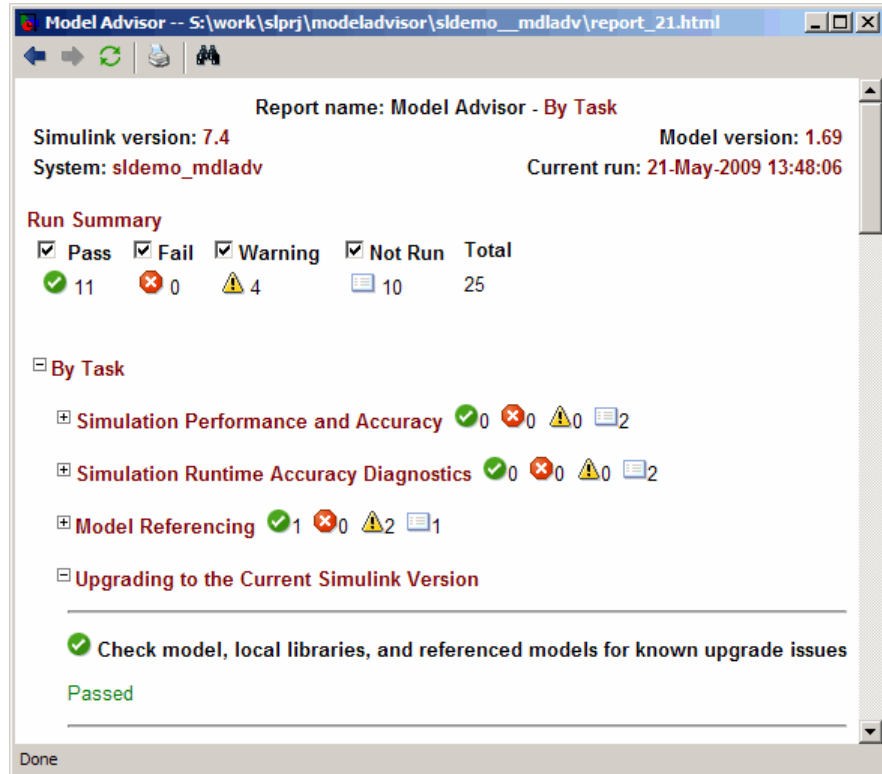 Model Advisor -- S:\work\slprj\modeladvisor\sldemo__mdladv\report_21.html
Report name: Model Advisor - By Task
Simulink version: 7.4 Model version: 1.69
System: sldemo_mdladv Current run: 21-May-2009 13:48:06
Run Summary
Pass Fail Warning Not Run Total
11 0 4 10 25
By Task
Simulation Performance and Accuracy 0 0 0 2
Simulation Runtime Accuracy Diagnostics 0 0 0 2
Model Referencing 1 0 2 1
Upgrading to the Current Simulink Version
Check model, local libraries, and referenced models for known upgrade issues
Passed
Done